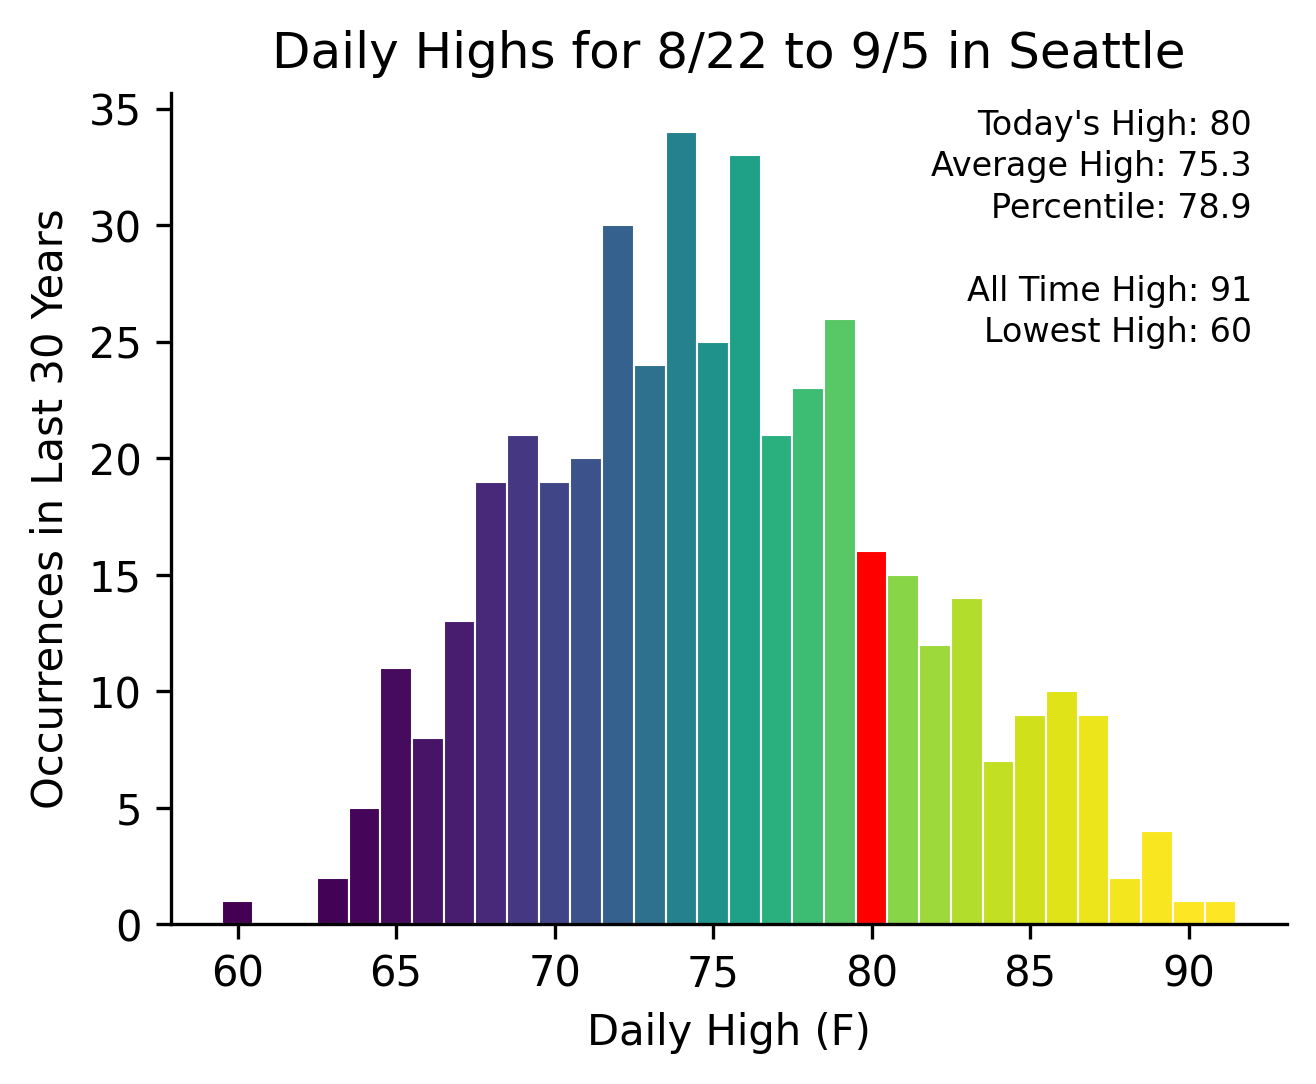 Daily Highs for 8/22 to 9/5 in Seattle
Today's High: 80
Average High: 75.3
Percentile: 78.9
All Time High: 91
Lowest High: 60
Occurrences in Last 30 Years
35
30
25
20
15
10
5
0
60 65 70 75 80 85 90
Daily High (F)